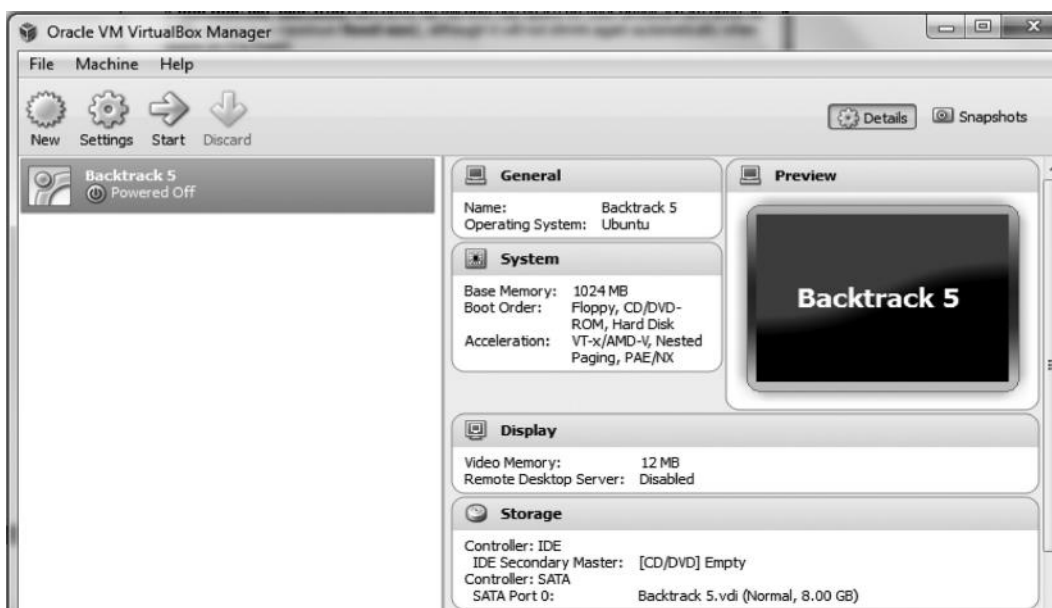 Oracle VM VirtualBox Manager
File Machine Help
New Settings Start Discard
Details Snapshots
Backtrack 5
Powered Off
General
Name: Backtrack 5
Operating System: Ubuntu
System
Base Memory: 1024 MB
Boot Order: Floppy, CD/DVD-
ROM, Hard Disk
Acceleration: VT-x/AMD-V, Nested
Paging, PAE/NX
Preview
Backtrack 5
Display
Video Memory: 12 MB
Remote Desktop Server: Disabled
Storage
Controller: IDE
IDE Secondary Master: [CD/DVD] Empty
Controller: SATA
SATA Port 0: Backtrack 5.vdi (Normal, 8.00 GB)